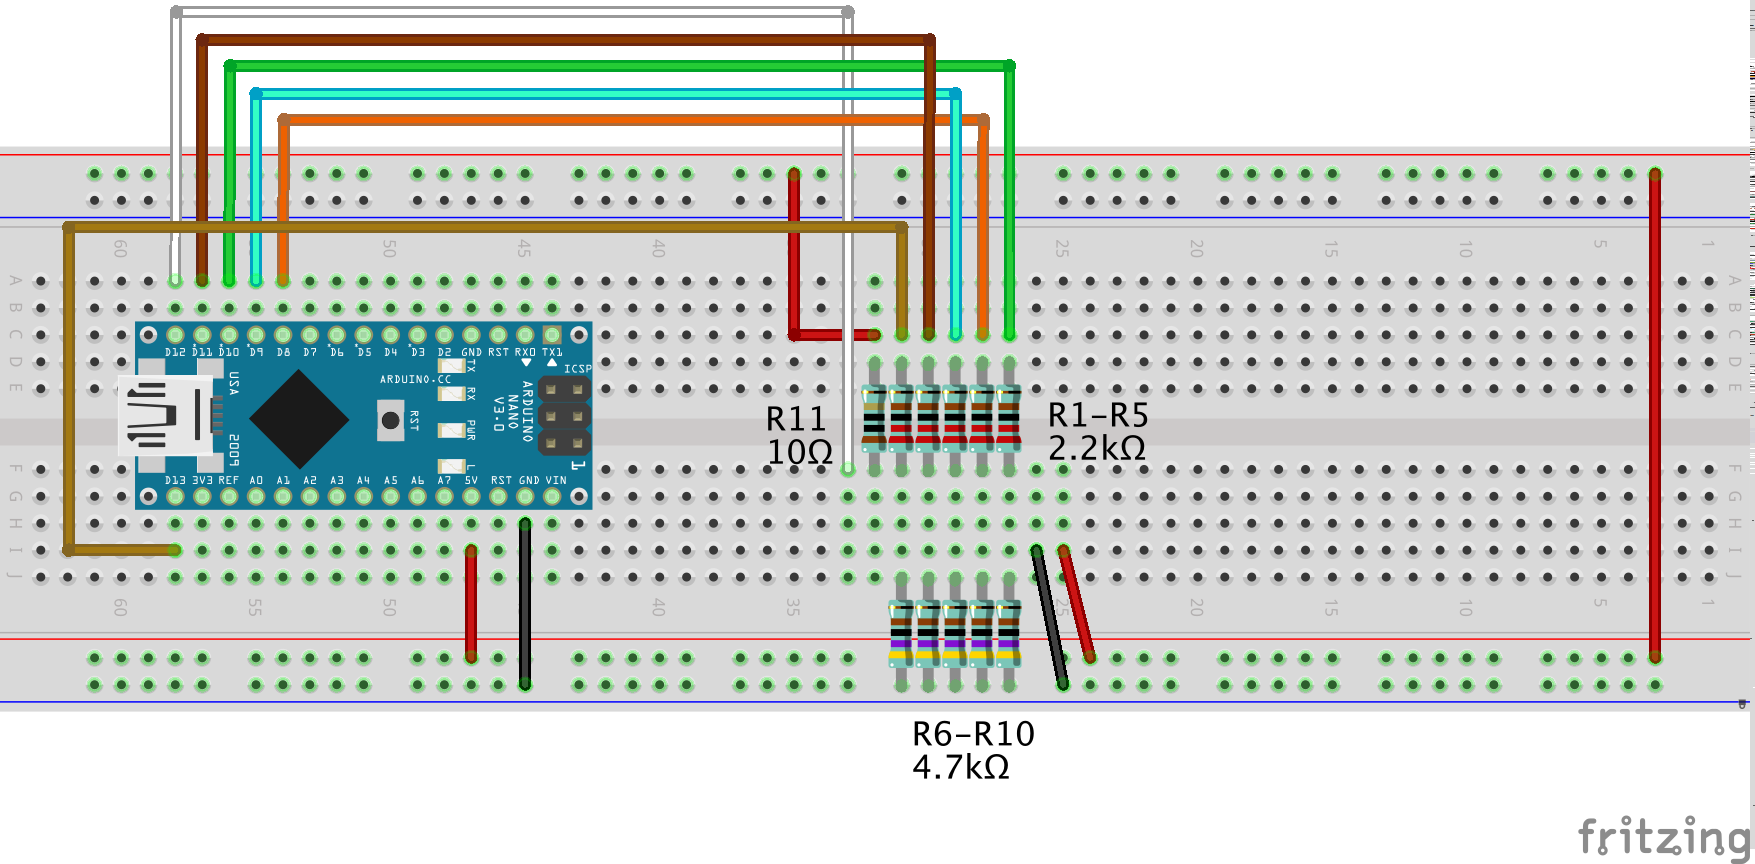 60 50 45 40 25 20 15 10 5 1
A A
B B
C C
D12 D11 D10 D9 D8 D7 D6 D5 D4 D3 D2 GND RST RX0 TX1
D D
TX
ICSP
ARDUINO.CC
E E
USA
RX
ARDUINO
NANO
V3.0
RST
PWR
2009
L
1
R11
10Ω
R1-R5
2.2kΩ
F F
D13 3V3 REF A0 A1 A2 A3 A4 A5 A6 A7 5V RST GND VIN
G G
H H
I I
J J
60 55 50 40 35 25 20 15 10 5 1
R6-R10
4.7kΩ
fritzing